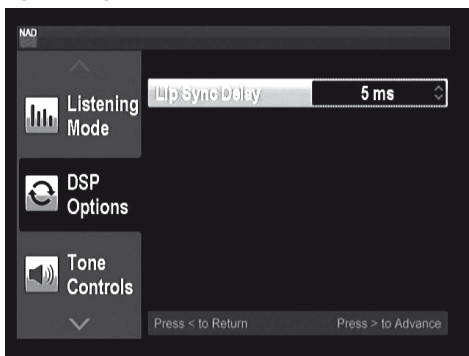 NAD
Listening
Mode
Lip Sync Delay
5 ms
DSP
Options
Tone
Controls
Press < to Return
Press > to Advance